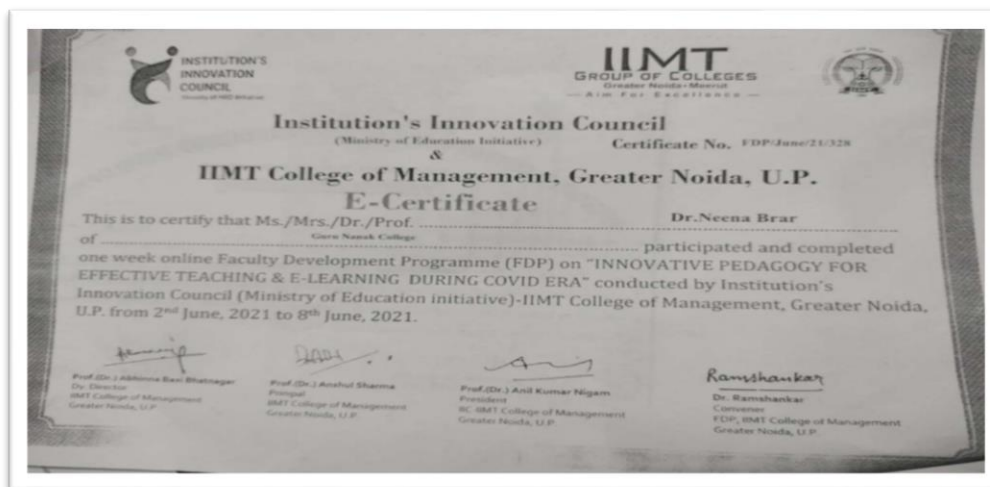 INSTITUTION'S
INNOVATION
COUNCIL
IIMT
GROUP OF COLLEGES
Greater Noida-Meerut
— Aim For Excellence —
Institution's Innovation Council
(Ministry of Education Initiative)
Certificate No. FDP/June/21/328
&
IIMT College of Management, Greater Noida, U.P.
E-Certificate
This is to certify that Ms./Mrs./Dr./Prof. Dr.Neena Brar
of Guru Nanak College participated and completed
one week online Faculty Development Programme (FDP) on "INNOVATIVE PEDAGOGY FOR
EFFECTIVE TEACHING & E-LEARNING DURING COVID ERA" conducted by Institution's
Innovation Council (Ministry of Education initiative)-IIMT College of Management, Greater Noida,
U.P. from 2nd June, 2021 to 8th June, 2021.
Prof.(Dr.) Bhatnagar
Dy. Director
IIMT College of Management
Greater Noida, U.P.
Prof.(Dr.) Anshul Sharma
Principal
IIMT College of Management
Greater Noida, U.P.
Prof.(Dr.) Anil Kumar Nigam
President
IIC-IIMT College of Management
Greater Noida, U.P.
Ramshankar
Dr. Ramshankar
Convener
FDP, IIMT College of Management
Greater Noida, U.P.